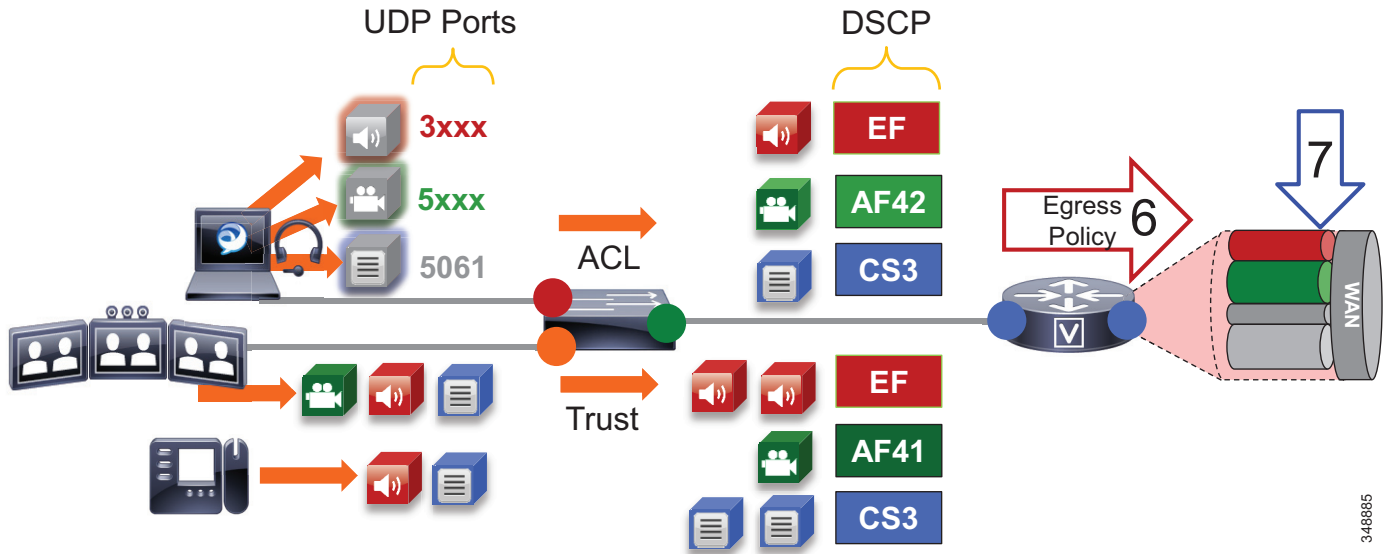 UDP Ports
DSCP
3xxx
5xxx
5061
ACL
EF
AF42
CS3
Egress
Policy
6
7
WAN
V
Trust
EF
AF41
CS3
348885